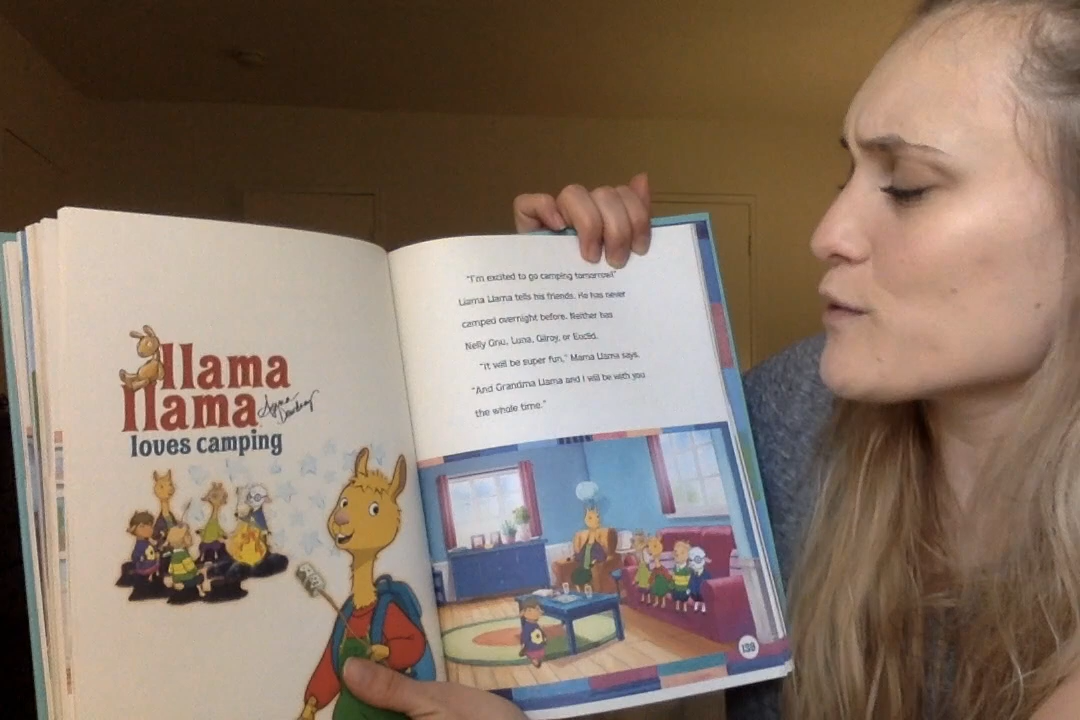 llama
llama
Anna Dewdney
loves camping
"I'm excited to go camping tomorrow!"
Llama Llama tells his friends. He has never
camped overnight before. Neither has
Nelly Gnu, Luna, Gilroy, or Euclid.
"It will be super fun," Mama Llama says.
"And Grandma Llama and I will be with you
the whole time."
139